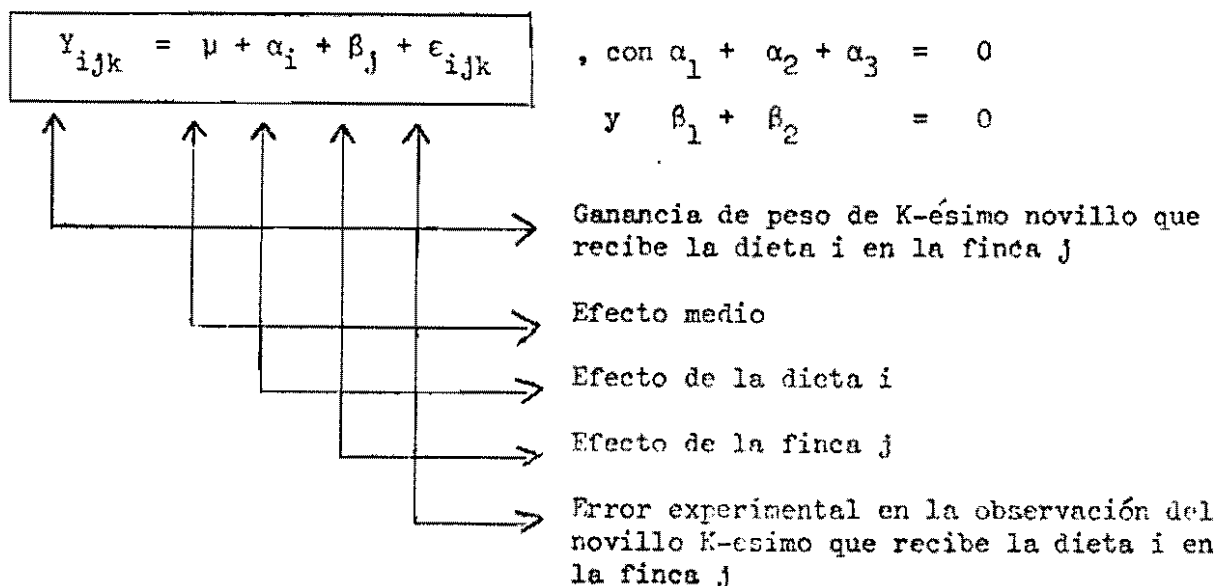 Y_ijk = μ + α_i + β_j + ε_ijk , con α_1 + α_2 + α_3 = 0
y β_1 + β_2 = 0
Ganancia de peso de K-ésimo novillo que
recibe la dieta i en la finca j
Efecto medio
Efecto de la dieta i
Efecto de la finca j
Error experimental en la observación del
novillo K-esimo que recibe la dieta i en
la finca j